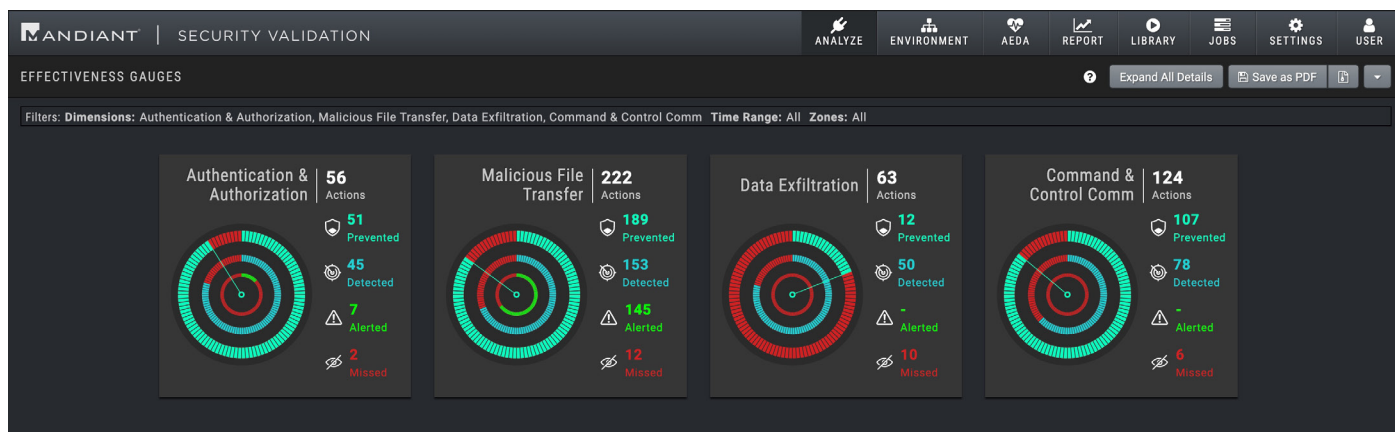 MANDIANT | SECURITY VALIDATION
ANALYZE
ENVIRONMENT
AEDA
REPORT
LIBRARY
JOBS
SETTINGS
USER
EFFECTIVENESS GAUGES
?
Expand All Details
Save as PDF
Filters: Dimensions: Authentication & Authorization, Malicious File Transfer, Data Exfiltration, Command & Control Comm Time Range: All Zones: All
Authentication &
Authorization
56
Actions
51
Prevented
45
Detected
7
Alerted
2
Missed
Malicious File
Transfer
222
Actions
189
Prevented
153
Detected
145
Alerted
12
Missed
Data Exfiltration
63
Actions
12
Prevented
50
Detected
-
Alerted
10
Missed
Command &
Control Comm
124
Actions
107
Prevented
78
Detected
-
Alerted
6
Missed